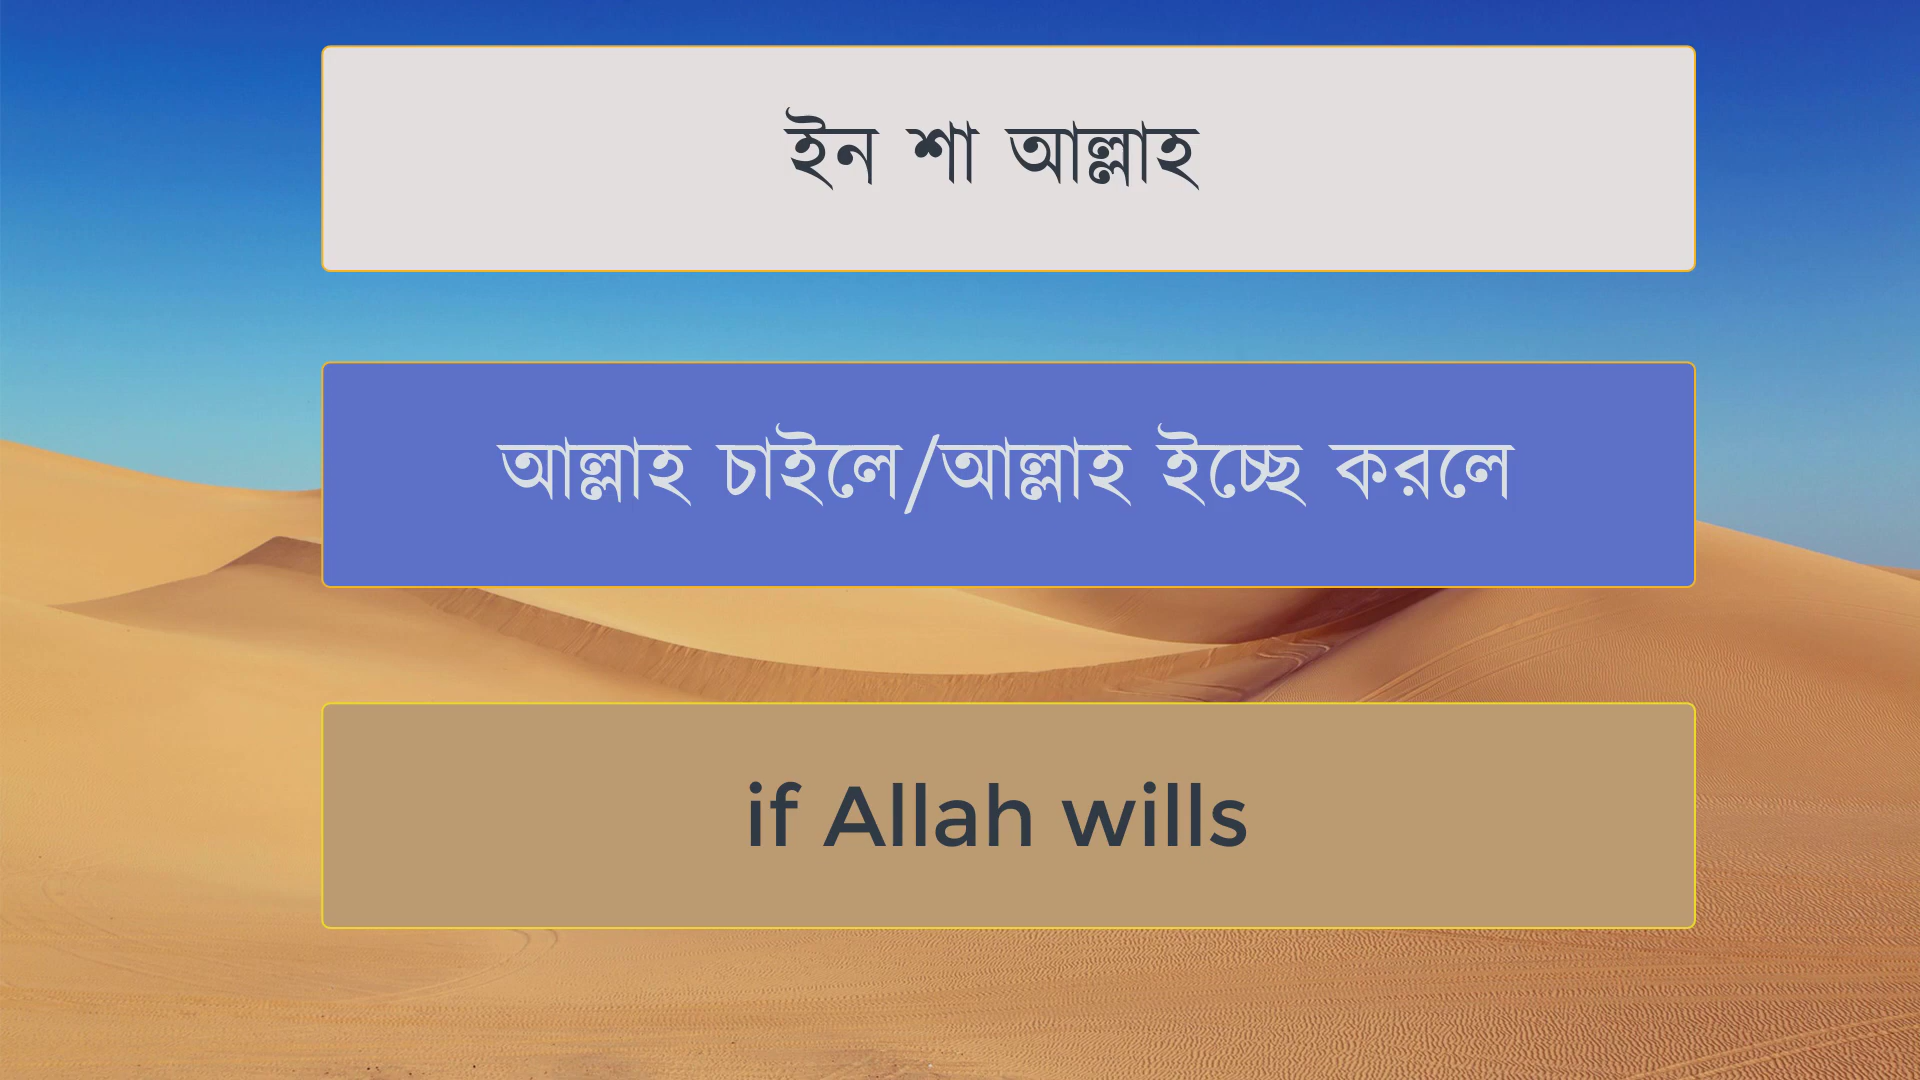 ইন শা আল্লাহ
আল্লাহ চাইলে/আল্লাহ ইচ্ছে করলে
if Allah wills